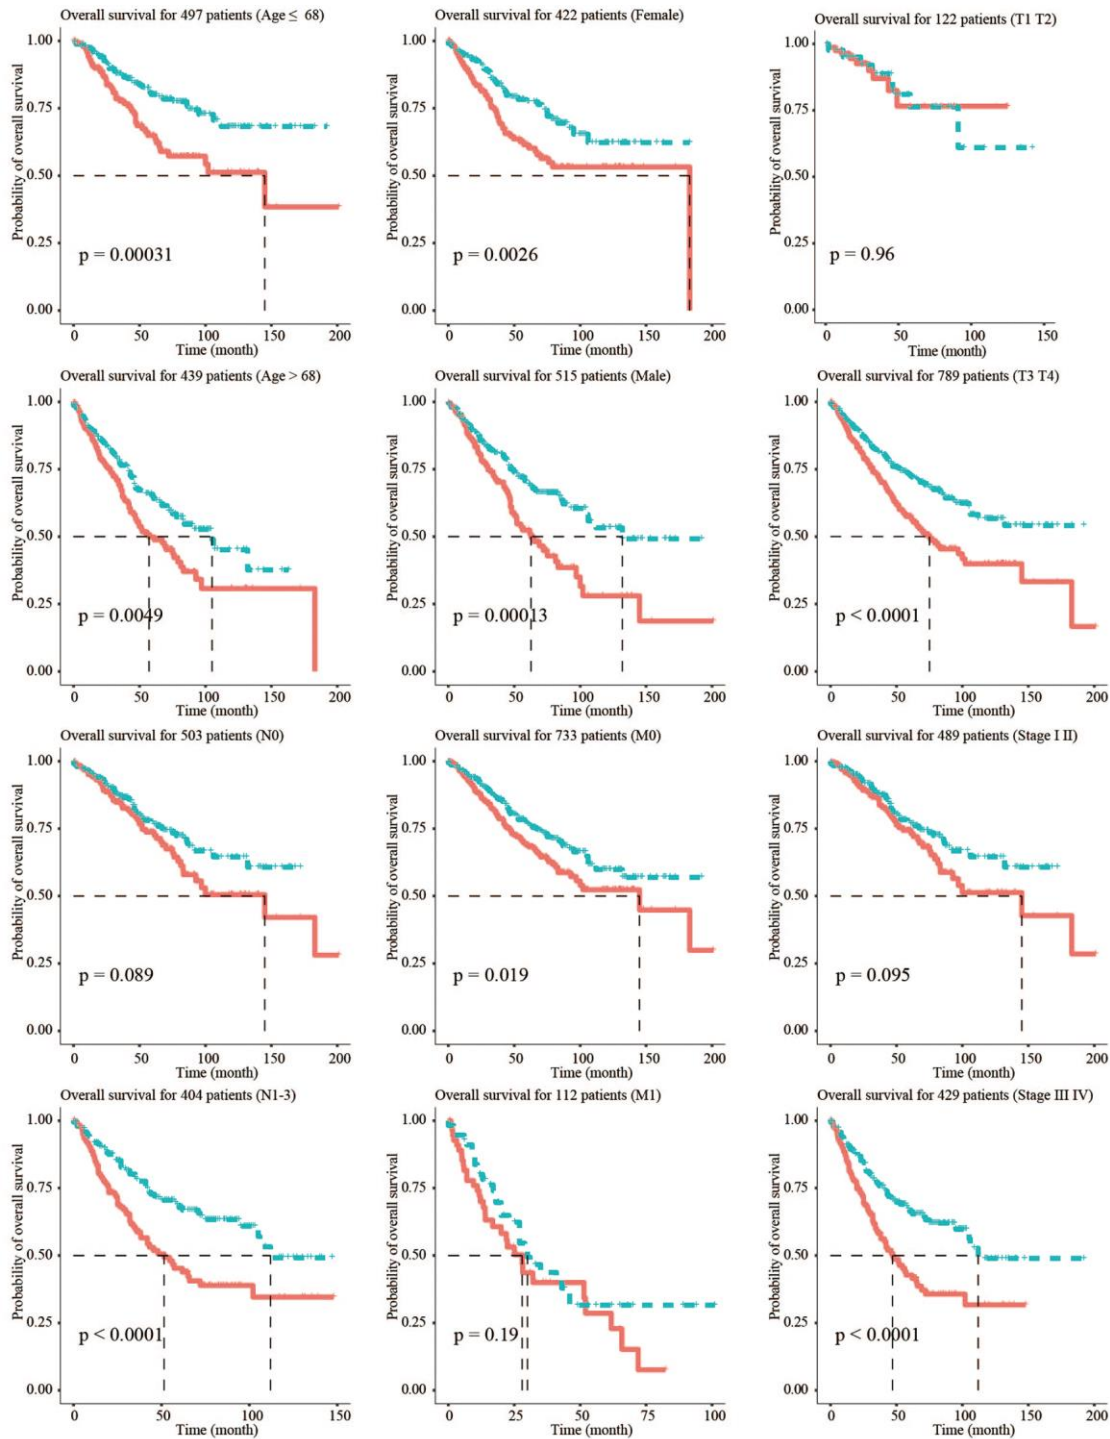 Overall survival for 497 patients (Age ≤ 68)
Probability of overall survival
1.00
0.75
0.50
0.25
0.00
p = 0.00031
0 50 100 150 200
Time (month)
Overall survival for 422 patients (Female)
Probability of overall survival
1.00
0.75
0.50
0.25
0.00
p = 0.0026
0 50 100 150 200
Time (month)
Overall survival for 122 patients (T1 T2)
Probability of overall survival
1.00
0.75
0.50
0.25
0.00
p = 0.96
0 50 100 150
Time (month)
Overall survival for 439 patients (Age > 68)
Probability of overall survival
1.00
0.75
0.50
0.25
0.00
p = 0.0049
0 50 100 150 200
Time (month)
Overall survival for 515 patients (Male)
Probability of overall survival
1.00
0.75
0.50
0.25
0.00
p = 0.00013
0 50 100 150 200
Time (month)
Overall survival for 789 patients (T3 T4)
Probability of overall survival
1.00
0.75
0.50
0.25
0.00
p < 0.0001
0 50 100 150 200
Time (month)
Overall survival for 503 patients (N0)
Probability of overall survival
1.00
0.75
0.50
0.25
0.00
p = 0.089
0 50 100 150 200
Time (month)
Overall survival for 733 patients (M0)
Probability of overall survival
1.00
0.75
0.50
0.25
0.00
p = 0.019
0 50 100 150 200
Time (month)
Overall survival for 489 patients (Stage I II)
Probability of overall survival
1.00
0.75
0.50
0.25
0.00
p = 0.095
0 50 100 150 200
Time (month)
Overall survival for 404 patients (N1-3)
Probability of overall survival
1.00
0.75
0.50
0.25
0.00
p < 0.0001
0 50 100 150
Time (month)
Overall survival for 112 patients (M1)
Probability of overall survival
1.00
0.75
0.50
0.25
0.00
p = 0.19
0 25 50 75 100
Time (month)
Overall survival for 429 patients (Stage III IV)
Probability of overall survival
1.00
0.75
0.50
0.25
0.00
p < 0.0001
0 50 100 150 200
Time (month)